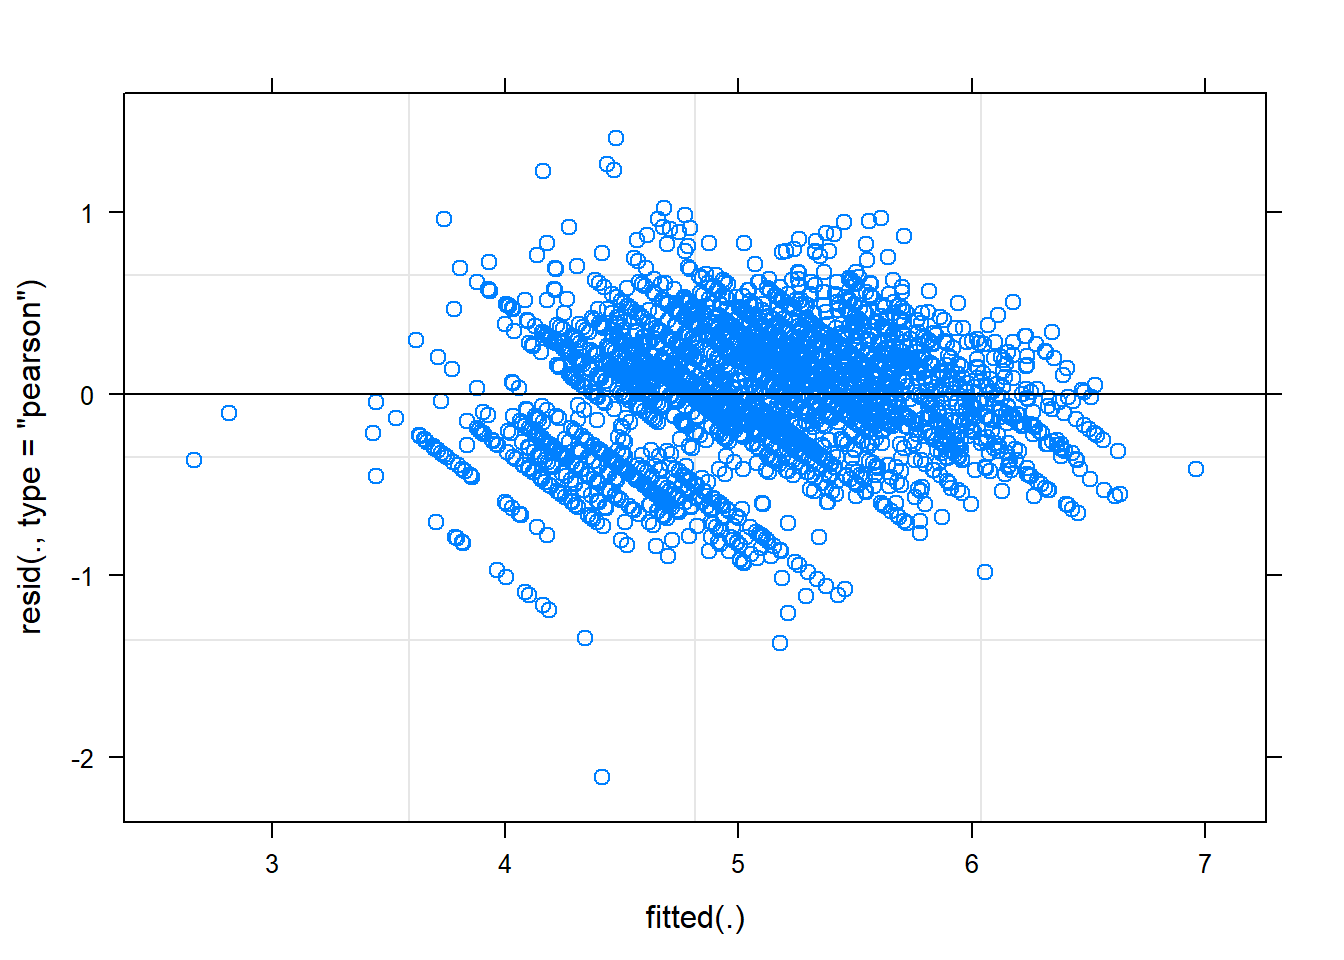 resid(., type = "pearson")
1
0
-1
-2
3 4 5 6 7
fitted(.)